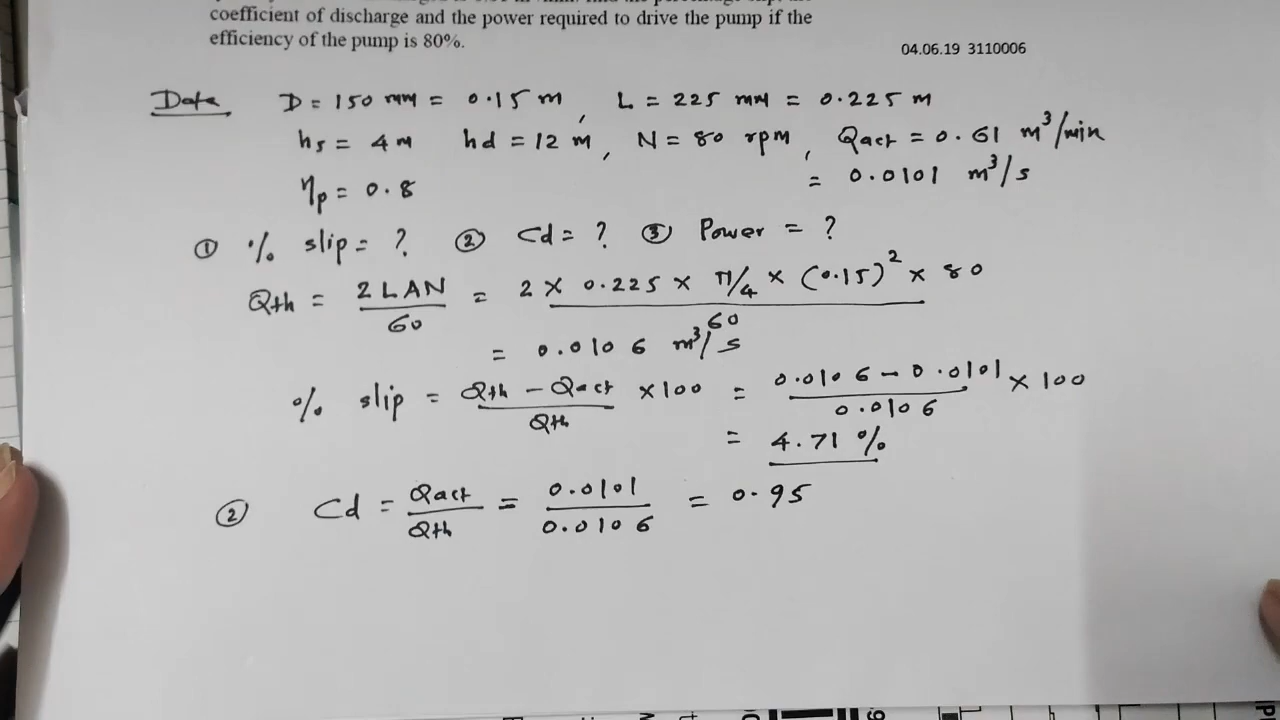 coefficient of discharge and the power required to drive the pump if the
efficiency of the pump is 80%.
04.06.19 3110006
Data D = 150 mm = 0.15 m, L = 225 mm = 0.225 m
hs = 4 m hd = 12 m, N = 80 rpm, Qact = 0.61 m³/min
= 0.0101 m³/s
ηp = 0.8
① % slip = ? ② Cd = ? ③ Power = ?
Qth = 2LAN/60 = 2 × 0.225 × π/4 × (0.15)² × 80/60
= 0.0106 m³/s
% slip = Qth - Qact/Qth × 100 = 0.0106 - 0.0101/0.0106 × 100
= 4.71 %
② Cd = Qact/Qth = 0.0101/0.0106 = 0.95